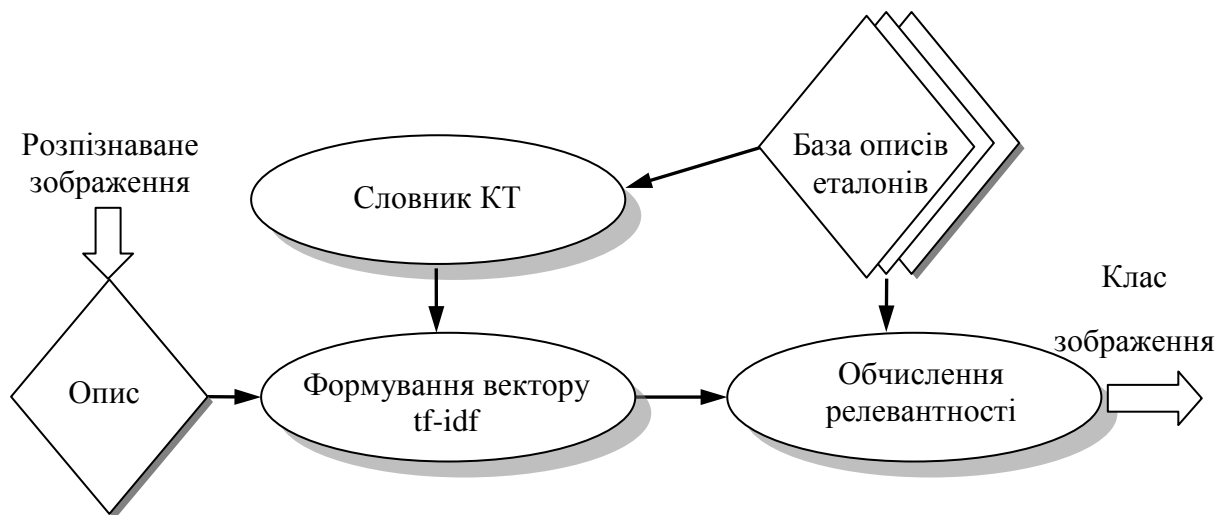 Розпізнаване
зображення
Словник КТ
База описів
еталонів
Клас
зображення
Опис
Формування вектору
tf-idf
Обчислення
релевантності